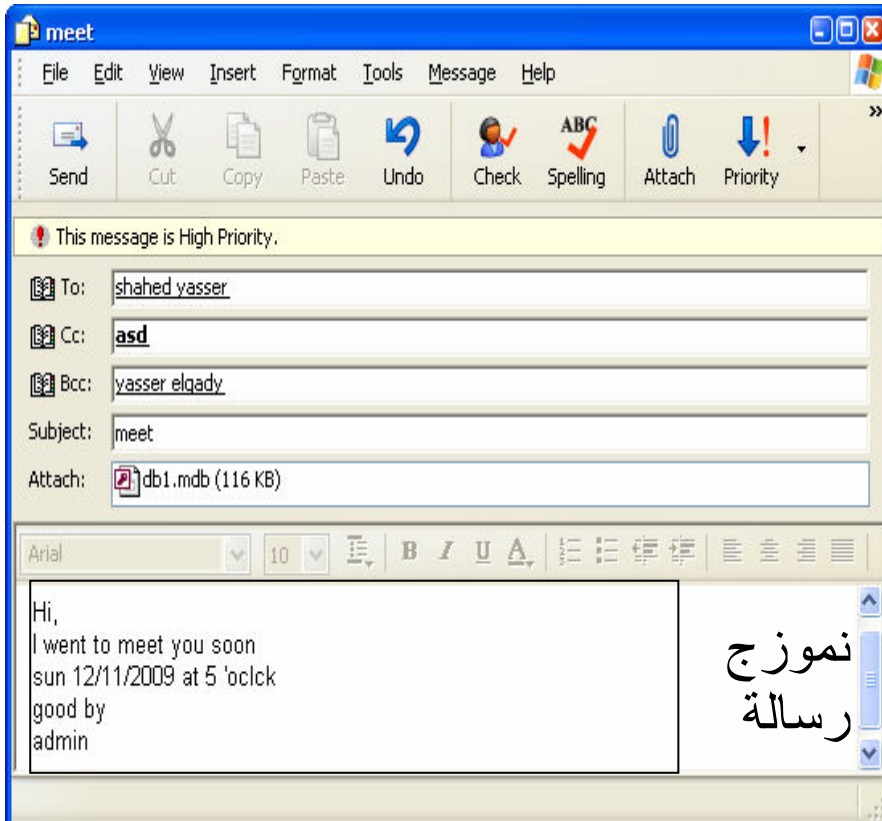 meet
File Edit View Insert Format Tools Message Help
»
ABC
Send Cut Copy Paste Undo Check Spelling Attach Priority
This message is High Priority.
To: shahed yasser
Cc: asd
Bcc: yasser elgady
Subject: meet
Attach: db1.mdb (116 KB)
Arial 10 B I U A
Hi,
I went to meet you soon
sun 12/11/2009 at 5 'oclck
good by
admin
نموزج
رسالة